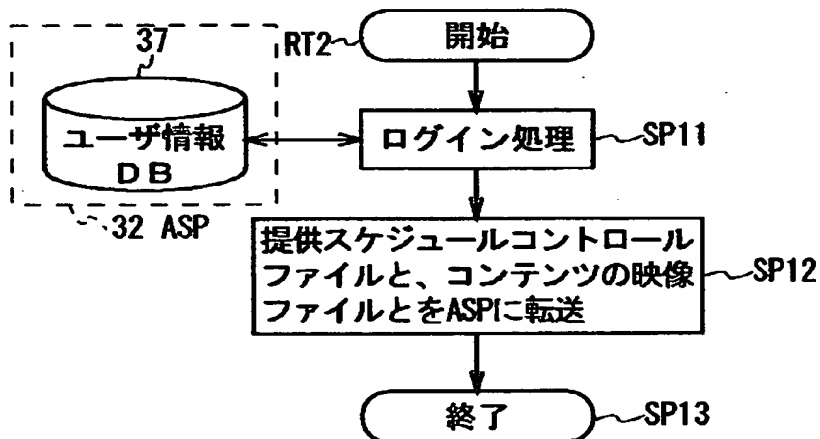 37
ユーザ情報
DB
32 ASP
RT2
開始
ログイン処理
SP11
提供スケジュールコントロール
ファイルと、コンテンツの映像
ファイルとをASPに転送
SP12
終了
SP13